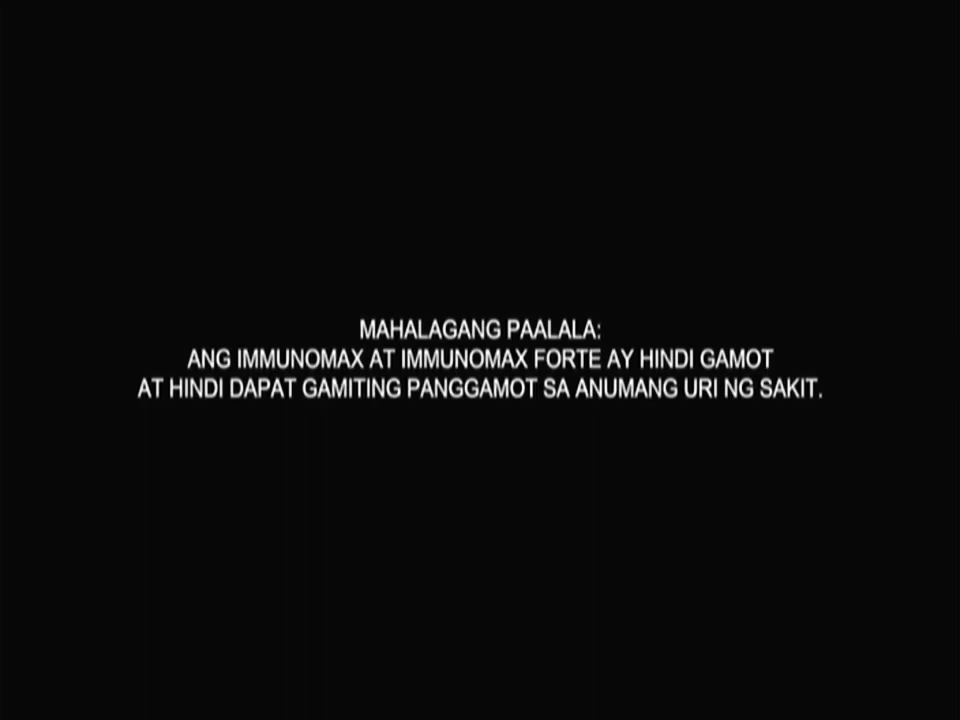 MAHALAGANG PAALALA:
ANG IMMUNOMAX AT IMMUNOMAX FORTE AY HINDI GAMOT
AT HINDI DAPAT GAMITING PANGGAMOT SA ANUMANG URI NG SAKIT.